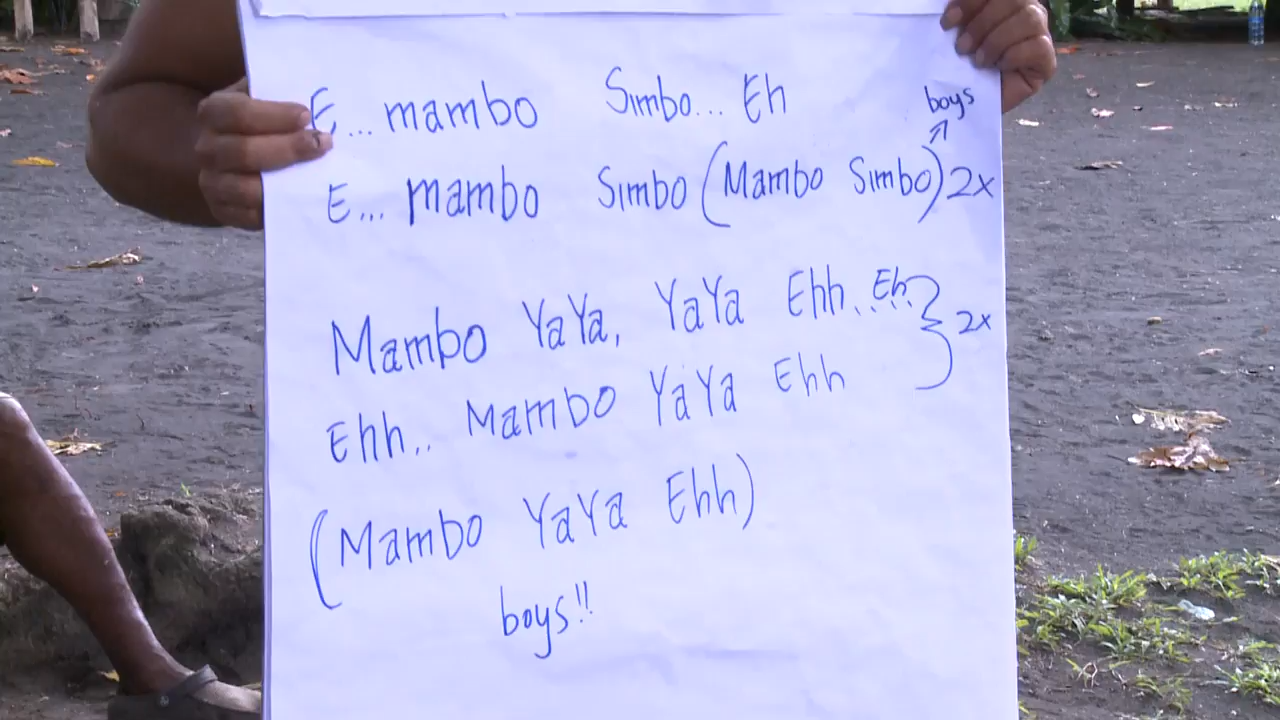 E... mambo Simbo... Eh
boys
E... mambo Simbo (Mambo Simbo) 2x
Mambo YaYa, YaYa Ehh.. Eh..
2x
Ehh.. Mambo YaYa Ehh
(Mambo YaYa Ehh)
boys!!